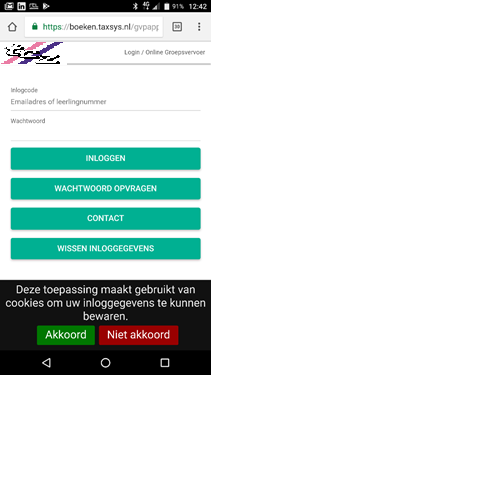 91% 12:42
https://boeken.taxsys.nl/gvpapp
30
Login / Online Groepsvervoer
Inlogcode
Emailadres of leerlingnummer
Wachtwoord
INLOGGEN
WACHTWOORD OPVRAGEN
CONTACT
WISSEN INLOGGEGEVENS
Deze toepassing maakt gebruikt van
cookies om uw inloggegevens te kunnen
bewaren.
Akkoord Niet akkoord